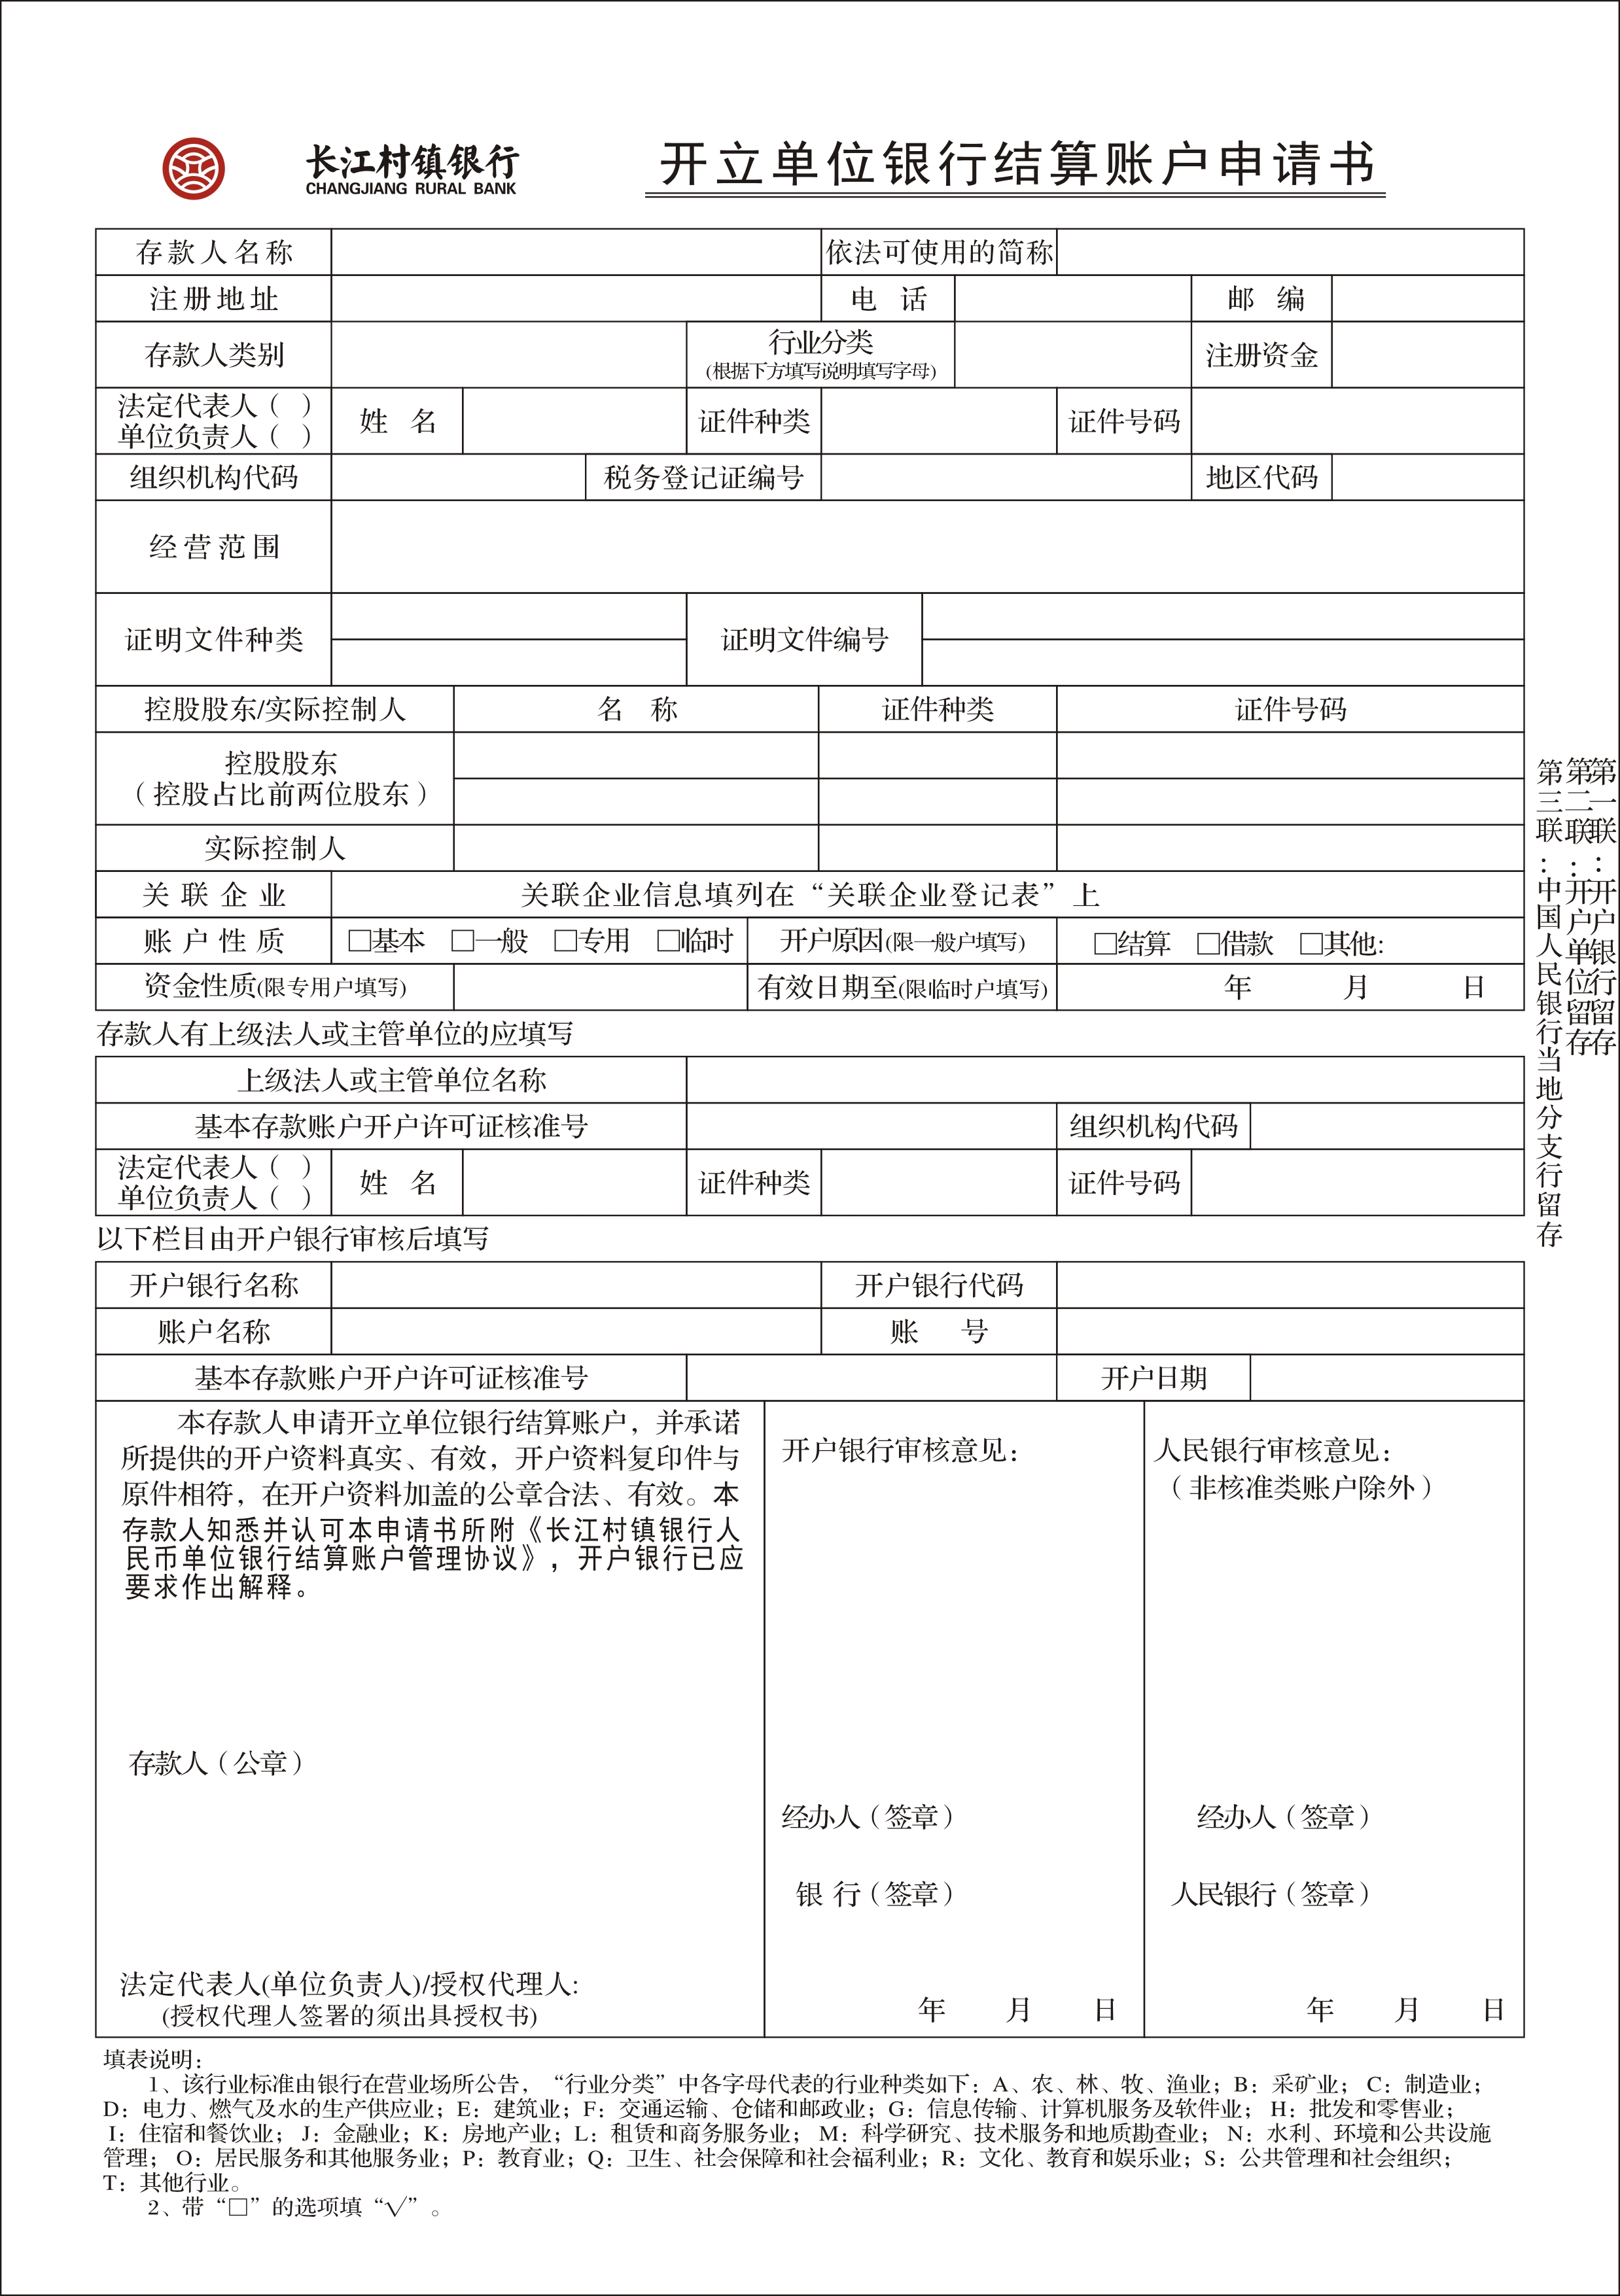 长江村镇银行
CHANGJIANG RURAL BANK
开立单位银行结算账户申请书
存款人名称 依法可使用的简称
注册地址 电 话 邮 编
存款人类别 行业分类 注册资金
(根据下方填写说明填写字母)
法定代表人（ ）
单位负责人（ ）
姓 名 证件种类 证件号码
组织机构代码 税务登记证编号 地区代码
经营范围
证明文件种类 证明文件编号
控股股东/实际控制人 名 称 证件种类 证件号码
控股股东
（控股占比前两位股东）
实际控制人
关联企业 关联企业信息填列在“关联企业登记表”上
账户性质 □基本 □一般 □专用 □临时 开户原因(限一般户填写) □结算 □借款 □其他:
资金性质(限专用户填写) 有效日期至(限临时户填写) 年 月 日
存款人有上级法人或主管单位的应填写
上级法人或主管单位名称
基本存款账户开户许可证核准号 组织机构代码
法定代表人（ ）
单位负责人（ ）
姓 名 证件种类 证件号码
以下栏目由开户银行审核后填写
开户银行名称 开户银行代码
账户名称 账 号
基本存款账户开户许可证核准号 开户日期
本存款人申请开立单位银行结算账户，并承诺
所提供的开户资料真实、有效，开户资料复印件与
原件相符，在开户资料加盖的公章合法、有效。本
存款人知悉并认可本申请书所附《长江村镇银行人
民币单位银行结算账户管理协议》，开户银行已应
要求作出解释。
存款人（公章）
法定代表人(单位负责人)/授权代理人:
(授权代理人签署的须出具授权书)
开户银行审核意见：
经办人（签章）
银 行（签章）
年 月 日
人民银行审核意见：
（非核准类账户除外）
经办人（签章）
人民银行（签章）
年 月 日
第一联：开户银行留存
第二联：开户单位留存
第三联：中国人民银行当地分支行留存
填表说明：
1、该行业标准由银行在营业场所公告，“行业分类”中各字母代表的行业种类如下：A、农、林、牧、渔业；B：采矿业； C：制造业；
D：电力、燃气及水的生产供应业；E：建筑业；F：交通运输、仓储和邮政业；G：信息传输、计算机服务及软件业； H：批发和零售业；
I：住宿和餐饮业； J：金融业；K：房地产业；L：租赁和商务服务业； M：科学研究、技术服务和地质勘查业； N：水利、环境和公共设施
管理； O：居民服务和其他服务业；P：教育业；Q：卫生、社会保障和社会福利业；R：文化、教育和娱乐业；S：公共管理和社会组织；
T：其他行业。
2、带“□”的选项填“√”。